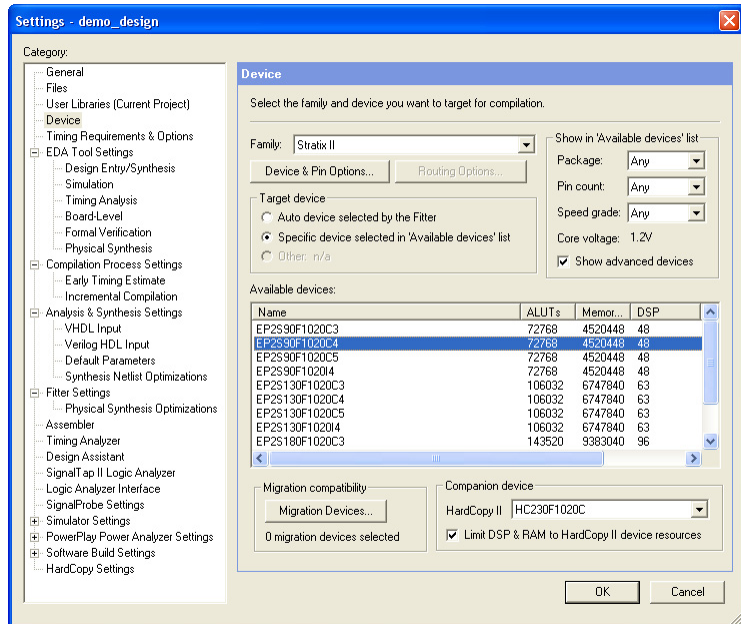 Settings - demo_design
Category:
General
Files
User Libraries (Current Project)
Device
Timing Requirements & Options
EDA Tool Settings
Design Entry/Synthesis
Simulation
Timing Analysis
Board-Level
Formal Verification
Physical Synthesis
Compilation Process Settings
Early Timing Estimate
Incremental Compilation
Analysis & Synthesis Settings
VHDL Input
Verilog HDL Input
Default Parameters
Synthesis Netlist Optimizations
Fitter Settings
Physical Synthesis Optimizations
Assembler
Timing Analyzer
Design Assistant
SignalTap II Logic Analyzer
Logic Analyzer Interface
SignalProbe Settings
Simulator Settings
PowerPlay Power Analyzer Settings
Software Build Settings
HardCopy Settings
Device
Select the family and device you want to target for compilation.
Family: Stratix II
Device & Pin Options... Routing Options...
Target device
Auto device selected by the Fitter
Specific device selected in 'Available devices' list
Other: n/a
Show in 'Available devices' list
Package: Any
Pin count: Any
Speed grade: Any
Core voltage: 1.2V
Show advanced devices
Available devices:
Name ALUTs Memor... DSP
EP2S90F1020C3 72768 4520448 48
EP2S90F1020C4 72768 4520448 48
EP2S90F1020C5 72768 4520448 48
EP2S90F1020I4 72768 4520448 48
EP2S130F1020C3 106032 6747840 63
EP2S130F1020C4 106032 6747840 63
EP2S130F1020C5 106032 6747840 63
EP2S130F1020I4 106032 6747840 63
EP2S180F1020C3 143520 9383040 96
Migration compatibility
Migration Devices...
0 migration devices selected
Companion device
HardCopy II HC230F1020C
Limit DSP & RAM to HardCopy II device resources
OK Cancel